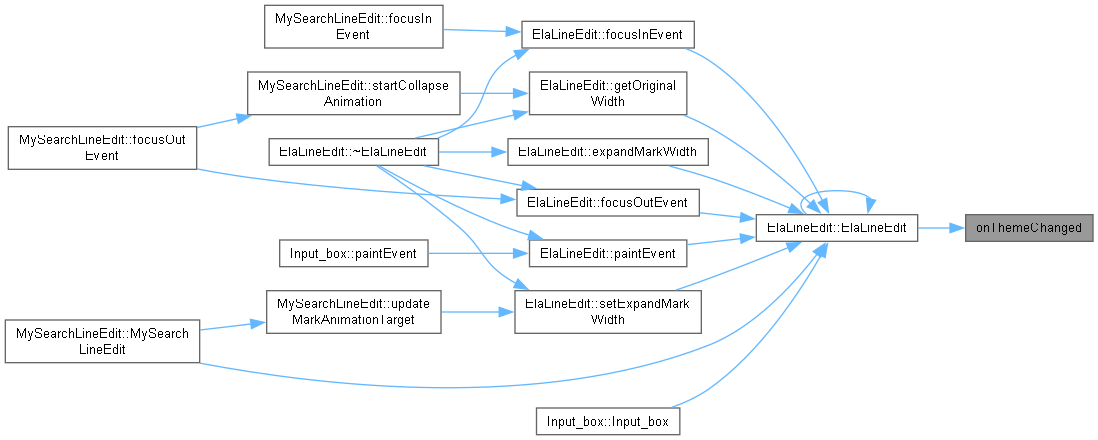 MySearchLineEdit::focusIn
Event
ElaLineEdit::focusInEvent
MySearchLineEdit::startCollapse
Animation
ElaLineEdit::getOriginal
Width
MySearchLineEdit::focusOut
Event
ElaLineEdit::~ElaLineEdit
ElaLineEdit::expandMarkWidth
ElaLineEdit::focusOutEvent
ElaLineEdit::ElaLineEdit
onThemeChanged
Input_box::paintEvent
ElaLineEdit::paintEvent
MySearchLineEdit::update
MarkAnimationTarget
ElaLineEdit::setExpandMark
Width
MySearchLineEdit::MySearch
LineEdit
Input_box::Input_box